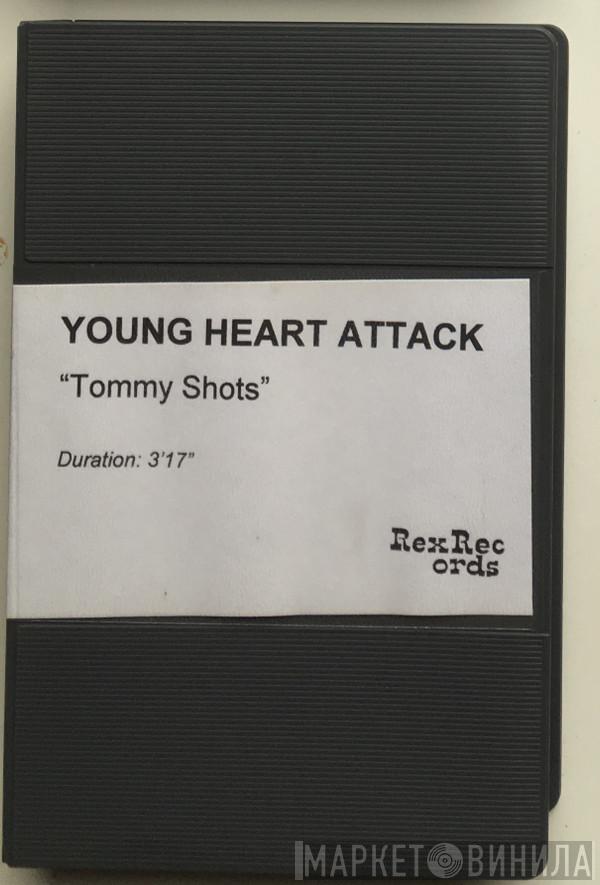 YOUNG HEART ATTACK
“Tommy Shots”
Duration: 3’17”
RexRec
ords
МАРКЕТ ВИНИЛА